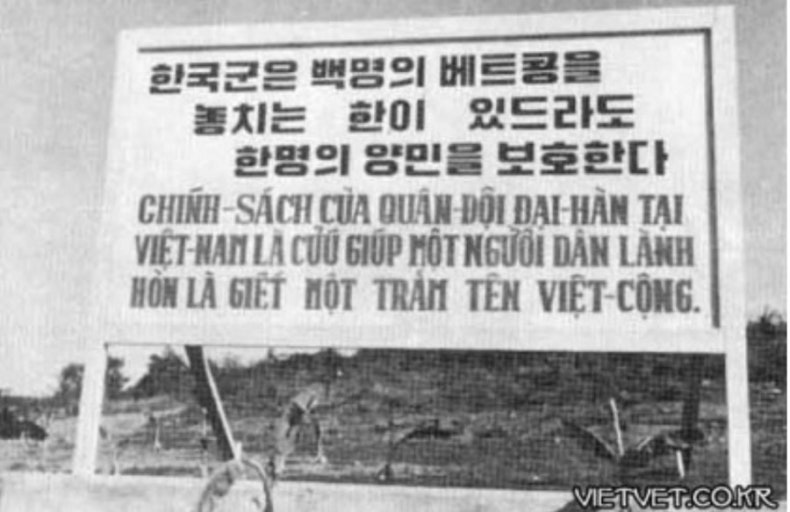 한국군은 백명의 베트콩을
놓치는 한이 있드라도
한명의 양민을 보호한다
CHÍNH-SÁCH CỦA QUÂN-ĐỘI ĐẠI-HÀN TẠI
VIỆT-NAM LÀ CỨU GIÚP MỘT NGƯỜI DÂN LÀNH
HƠN LÀ GIẾT MỘT TRĂM TÊN VIỆT-CỘNG.
VIETVET.CO.KR